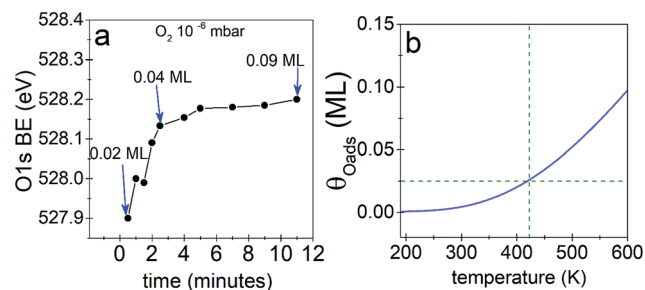 a
O₂ 10⁻⁶ mbar
0.02 ML
0.04 ML
0.09 ML
O1s BE (eV)
528.4
528.3
528.2
528.1
528.0
527.9
0 2 4 6 8 10 12
time (minutes)
b
θOads (ML)
0.15
0.10
0.05
0.00
200 300 400 500 600
temperature (K)